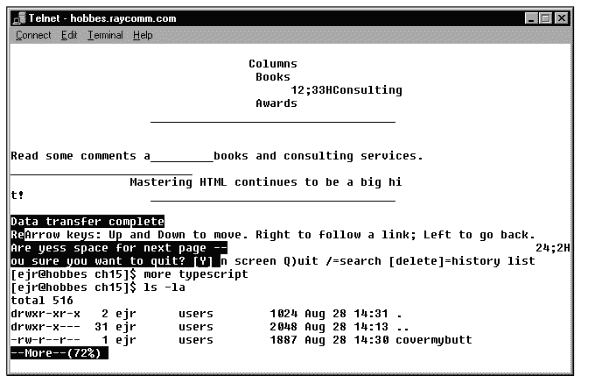 Telnet - hobbes.raycomm.com
Connect Edit Terminal Help
Columns
Books
12;33HConsulting
Awards
Read some comments a_________books and consulting services.
Mastering HTML continues to be a big hi
t!
Data transfer complete
ReArrow keys: Up and Down to move. Right to follow a link; Left to go back.
Are yess space for next page -- 24;2H
ou sure you want to quit? [Y] n screen Q)uit /=search [delete]=history list
[ejr@hobbes ch15]$ more typescript
[ejr@hobbes ch15]$ ls -la
total 516
drwxr-xr-x 2 ejr users 1024 Aug 28 14:31 .
drwxr-x--- 31 ejr users 2048 Aug 28 14:13 ..
-rw-r--r-- 1 ejr users 1887 Aug 28 14:30 covermybutt
--More--(72%)